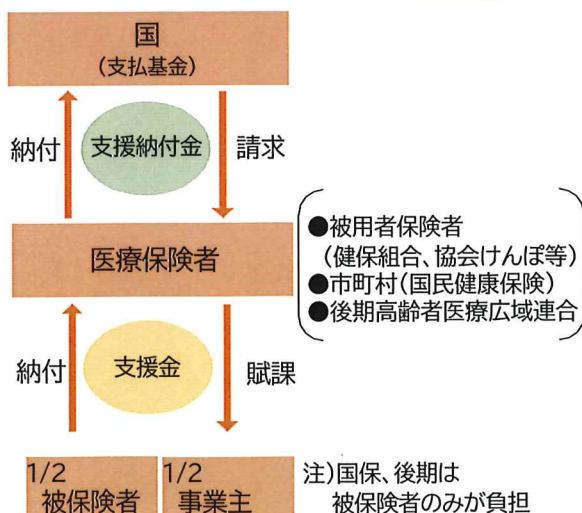 国
(支払基金)
納付
支援納付金
請求
医療保険者
●被用者保険者
(健保組合、協会けんぽ等)
●市町村(国民健康保険)
●後期高齢者医療広域連合
納付
支援金
賦課
1/2
被保険者
1/2
事業主
注)国保、後期は
被保険者のみが負担